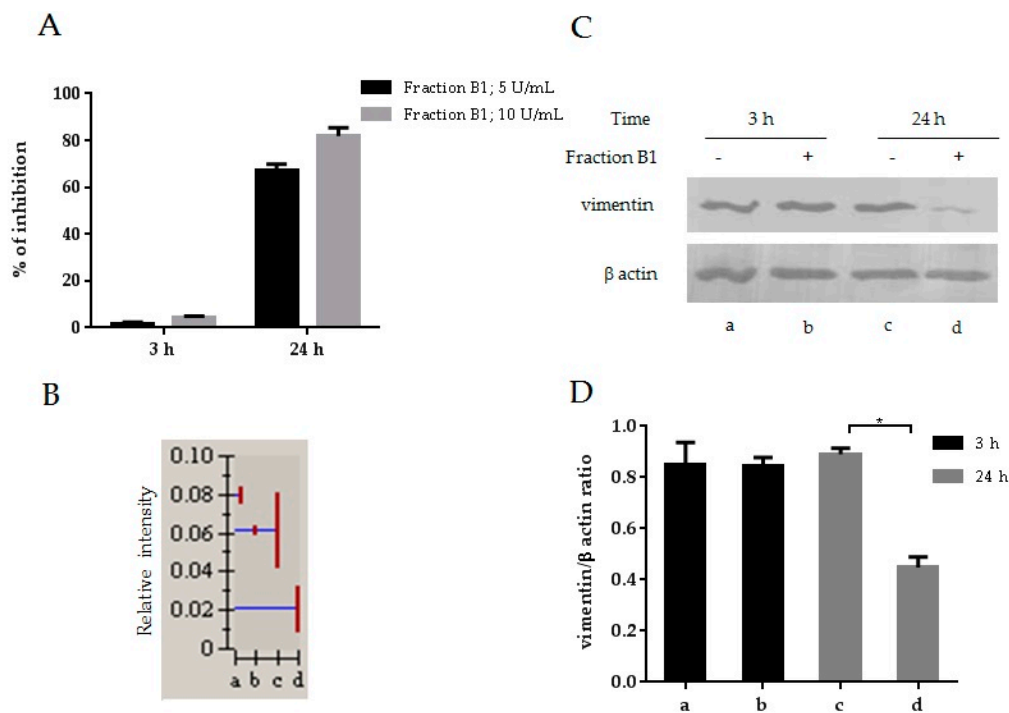 A
% of inhibition
100
80
60
40
20
0
3 h
24 h
Fraction B1; 5 U/mL
Fraction B1; 10 U/mL
B
Relative intensity
0.10
0.08
0.06
0.04
0.02
0
a b c d
C
Time 3 h 24 h
Fraction B1 - + - +
vimentin
β actin
a b c d
D
vimentin/β actin ratio
1.0
0.8
0.6
0.4
0.2
0.0
*
3 h
24 h
a b c d